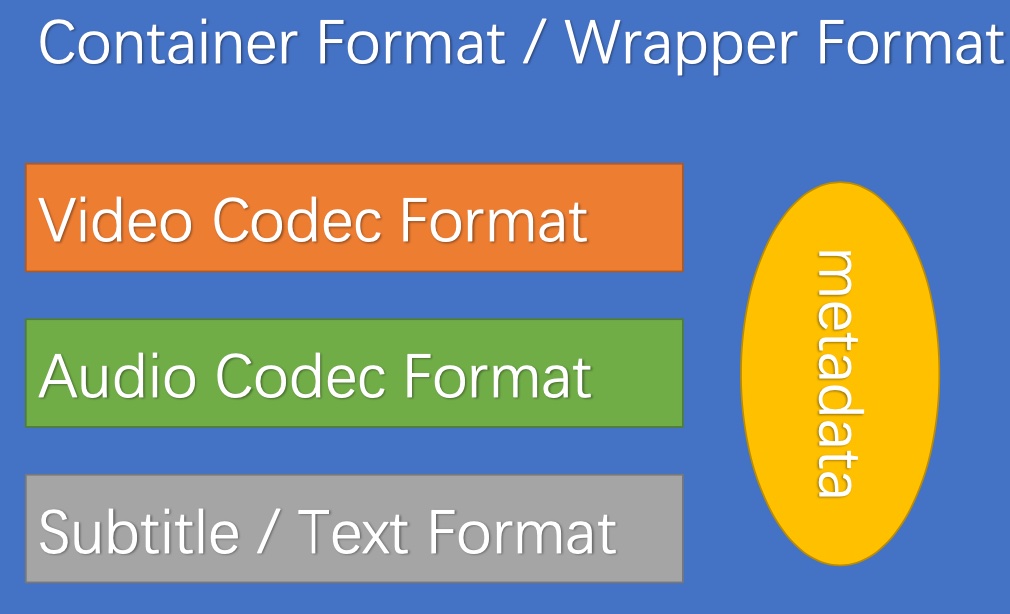 Container Format / Wrapper Format
Video Codec Format
Audio Codec Format
Subtitle / Text Format
metadata